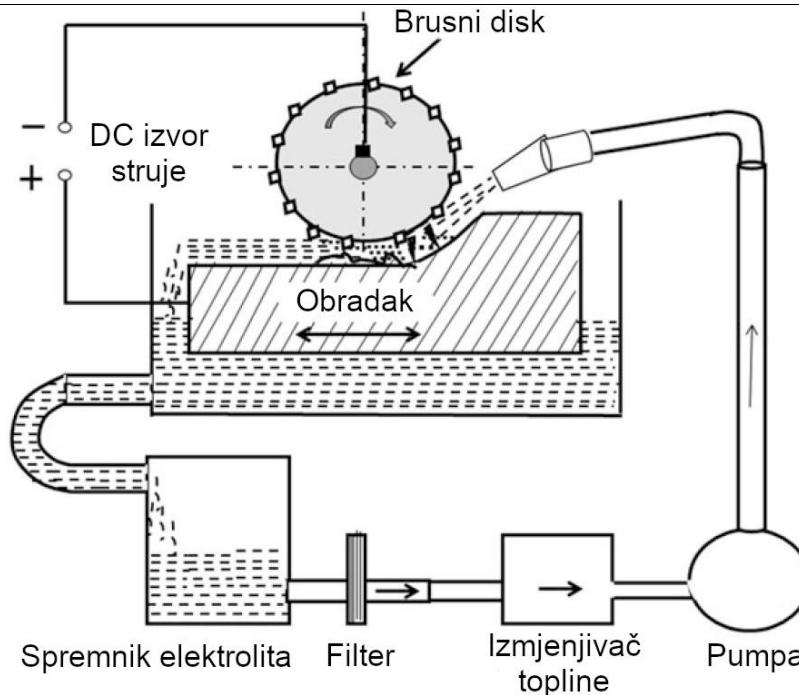 Brusni disk
−
+
DC izvor
struje
Obradak
Spremnik elektrolita
Filter
Izmjenjivač
topline
Pumpa